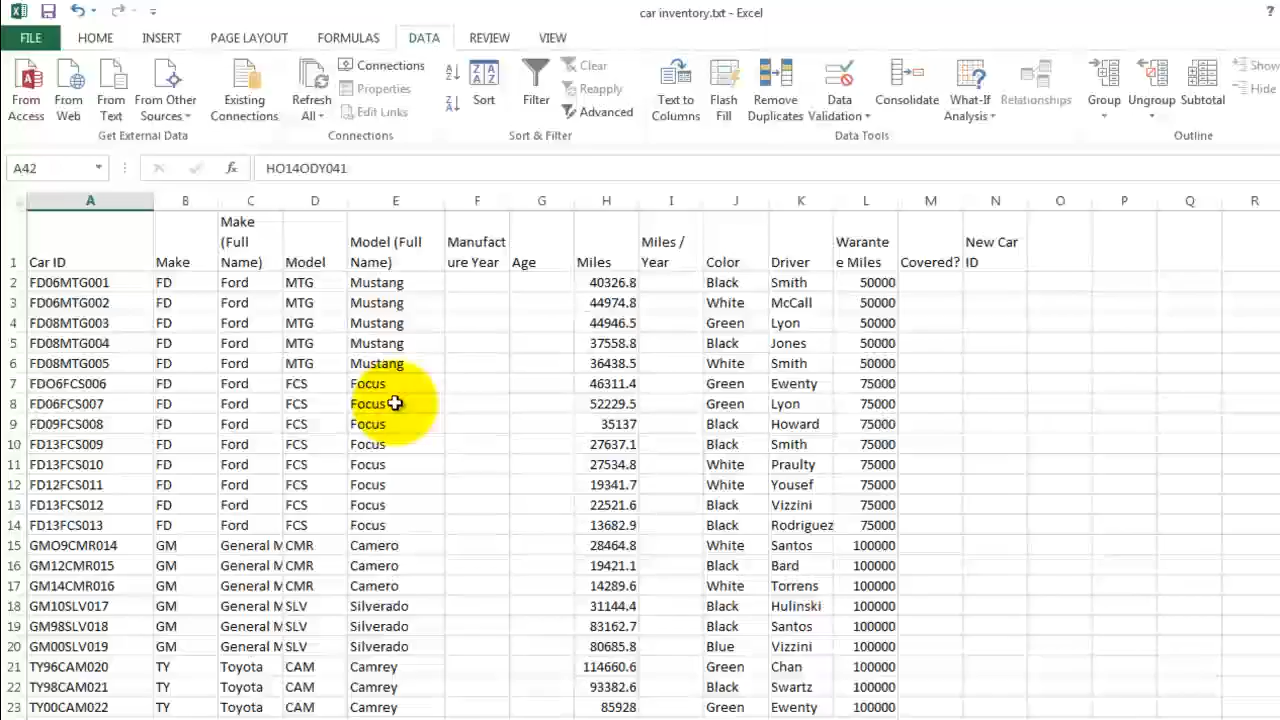 car inventory.txt - Excel
?
FILE HOME INSERT PAGE LAYOUT FORMULAS DATA REVIEW VIEW
From Access
From Web
From Text
From Other Sources
Existing Connections
Get External Data
Refresh All
Connections
Properties
Edit Links
Connections
Sort
Filter
Clear
Reapply
Advanced
Sort & Filter
Text to Columns
Flash Fill
Remove Duplicates
Data Validation
Consolidate
What-If Analysis
Relationships
Data Tools
Group
Ungroup
Subtotal
Show
Hide
Outline
A42 fx HO14ODY041
A B C D E F G H I J K L M N O P Q R
1 Car ID Make Make (Full Name) Model Model (Full Name) Manufacture Year Age Miles Miles / Year Color Driver Warantee Miles Covered? New Car ID
2 FD06MTG001 FD Ford MTG Mustang 40326.8 Black Smith 50000
3 FD06MTG002 FD Ford MTG Mustang 44974.8 White McCall 50000
4 FD08MTG003 FD Ford MTG Mustang 44946.5 Green Lyon 50000
5 FD08MTG004 FD Ford MTG Mustang 37558.8 Black Jones 50000
6 FD08MTG005 FD Ford MTG Mustang 36438.5 White Smith 50000
7 FDO6FCS006 FD Ford FCS Focus 46311.4 Green Ewenty 75000
8 FD06FCS007 FD Ford FCS Focus 52229.5 Green Lyon 75000
9 FD09FCS008 FD Ford FCS Focus 35137 Black Howard 75000
10 FD13FCS009 FD Ford FCS Focus 27637.1 Black Smith 75000
11 FD13FCS010 FD Ford FCS Focus 27534.8 White Praulty 75000
12 FD12FCS011 FD Ford FCS Focus 19341.7 White Yousef 75000
13 FD13FCS012 FD Ford FCS Focus 22521.6 Black Vizzini 75000
14 FD13FCS013 FD Ford FCS Focus 13682.9 Black Rodriguez 75000
15 GMO9CMR014 GM General M CMR Camero 28464.8 White Santos 100000
16 GM12CMR015 GM General M CMR Camero 19421.1 Black Bard 100000
17 GM14CMR016 GM General M CMR Camero 14289.6 White Torrens 100000
18 GM10SLV017 GM General M SLV Silverado 31144.4 Black Hulinski 100000
19 GM98SLV018 GM General M SLV Silverado 83162.7 Black Santos 100000
20 GM00SLV019 GM General M SLV Silverado 80685.8 Blue Vizzini 100000
21 TY96CAM020 TY Toyota CAM Camrey 114660.6 Green Chan 100000
22 TY98CAM021 TY Toyota CAM Camrey 93382.6 Black Swartz 100000
23 TY00CAM022 TY Toyota CAM Camrey 85928 Green Ewenty 100000